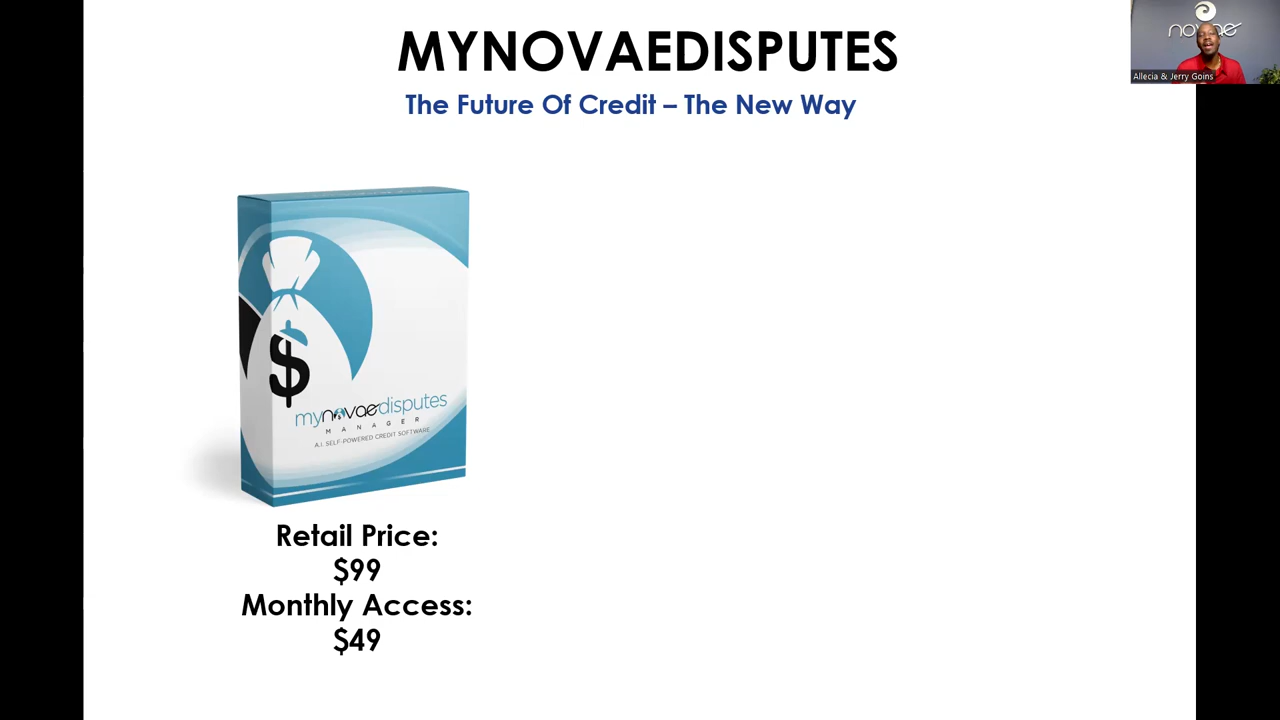 MYNOVAEDISPUTES
The Future Of Credit – The New Way
novae
Allecia & Jerry Goins
$
mynovaedisputes
MANAGER
A.I. SELF-POWERED CREDIT SOFTWARE
Retail Price:
$99
Monthly Access:
$49